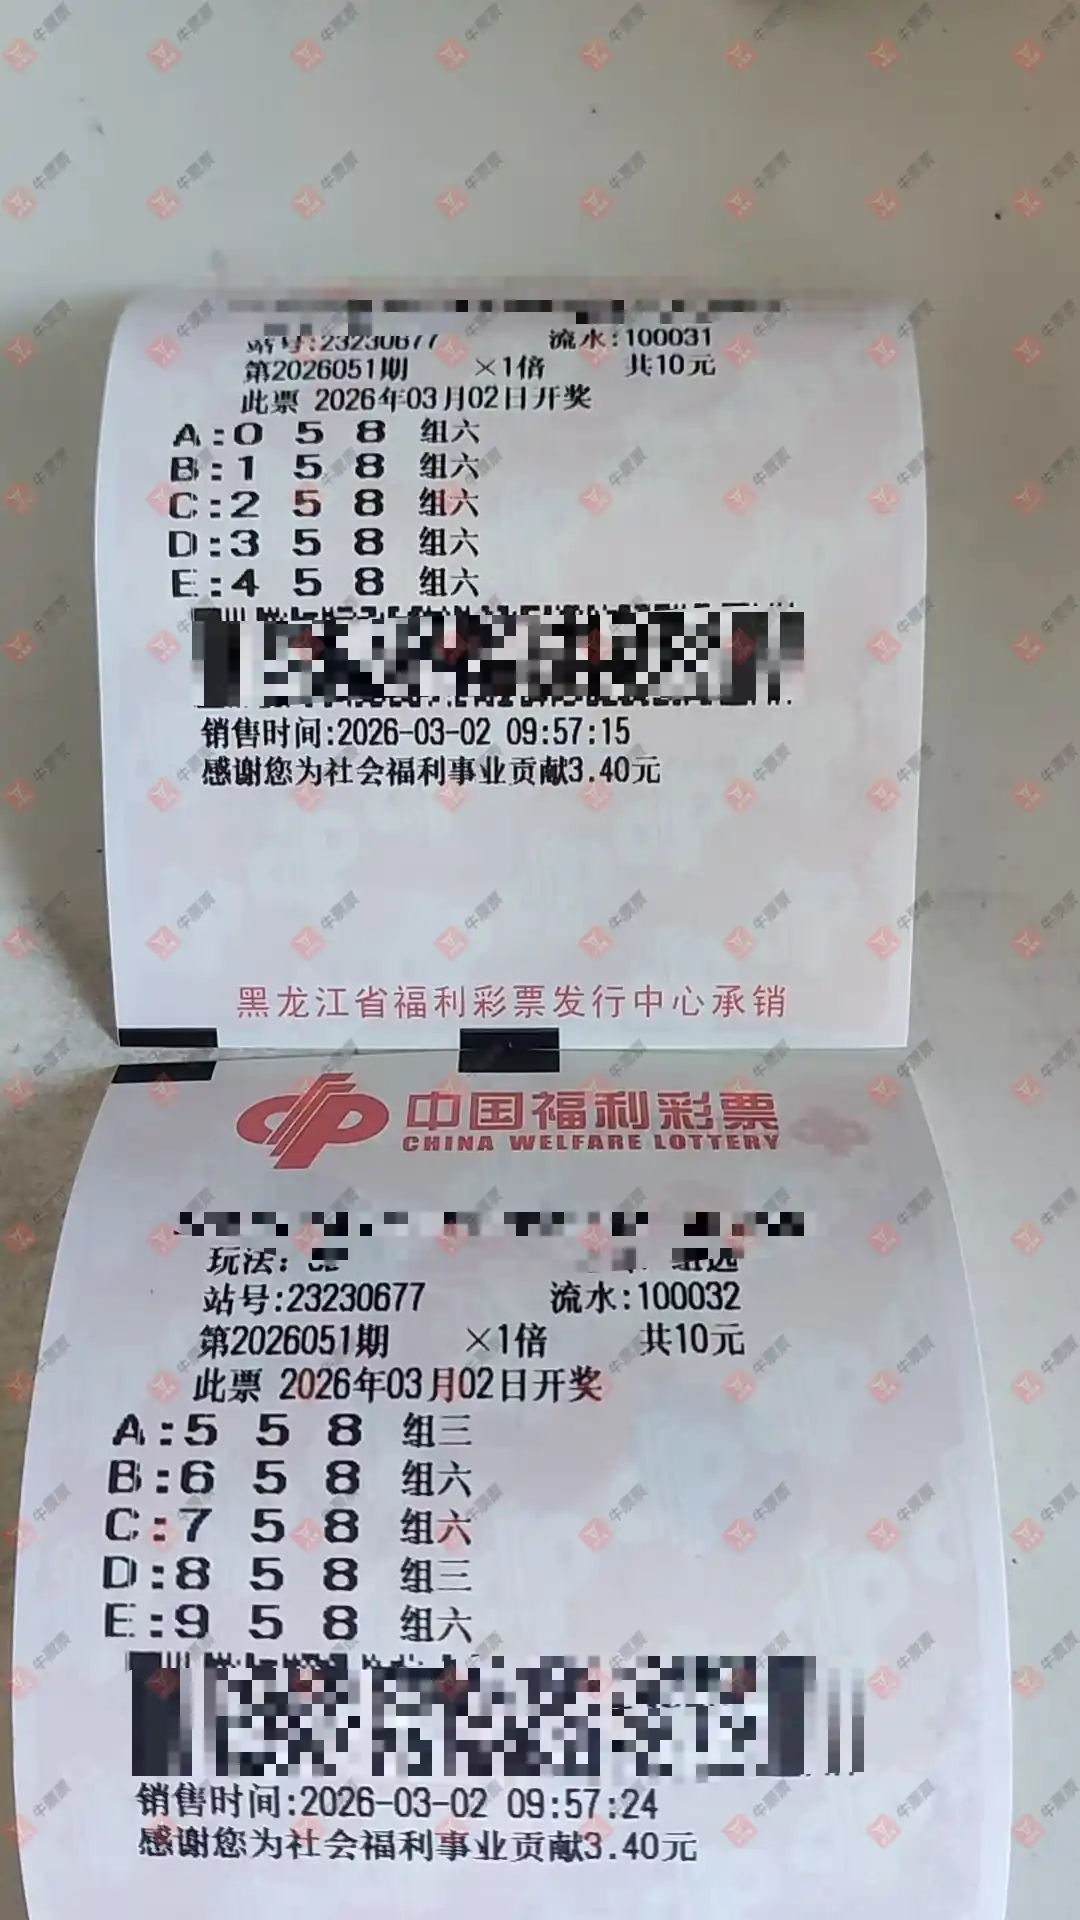 站号:23230677 流水:100031
第2026051期 ×1倍 共10元
此票 2026年03月02日开奖
A:0 5 8 组六
B:1 5 8 组六
C:2 5 8 组六
D:3 5 8 组六
E:4 5 8 组六
销售时间:2026-03-02 09:57:15
感谢您为社会福利事业贡献3.40元
黑龙江省福利彩票发行中心承销
中国福利彩票
CHINA WELFARE LOTTERY
玩法:
站号:23230677 流水:100032
第2026051期 ×1倍 共10元
此票 2026年03月02日开奖
A:5 5 8 组三
B:6 5 8 组六
C:7 5 8 组六
D:8 5 8 组三
E:9 5 8 组六
销售时间:2026-03-02 09:57:24
感谢您为社会福利事业贡献3.40元
牛票票